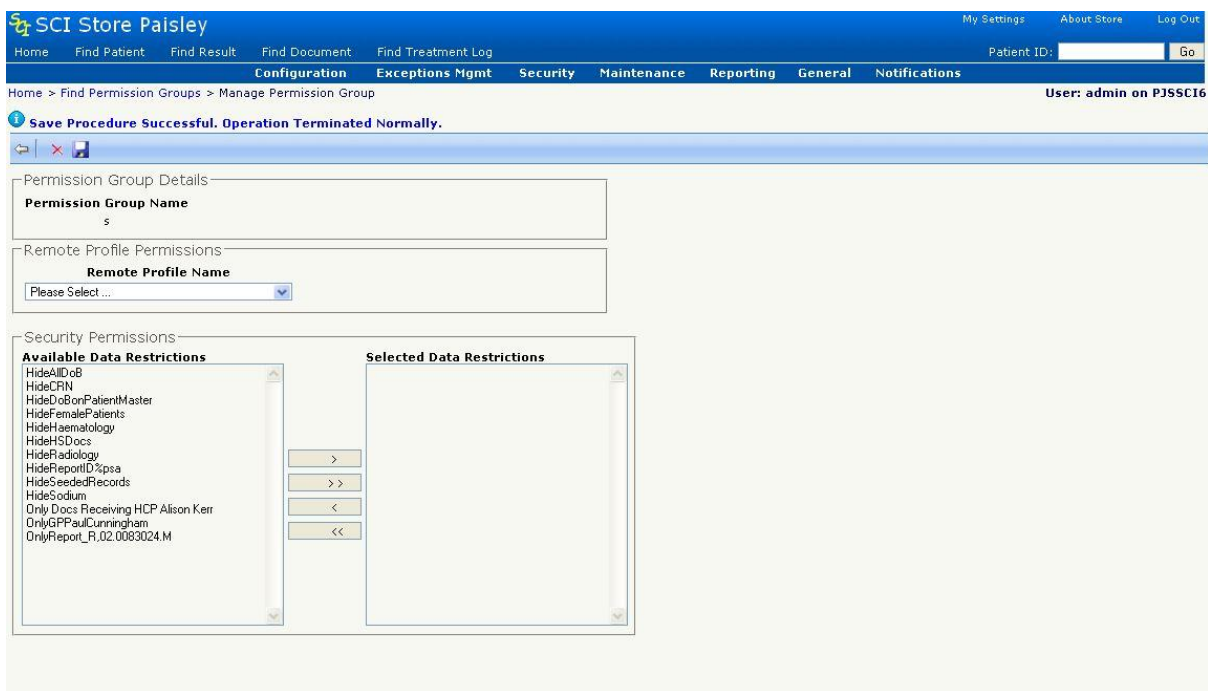 SCI Store Paisley
My Settings About Store Log Out
Home Find Patient Find Result Find Document Find Treatment Log Patient ID: Go
Configuration Exceptions Mgmt Security Maintenance Reporting General Notifications
Home > Find Permission Groups > Manage Permission Group User: admin on PJSSCI6
Save Procedure Successful. Operation Terminated Normally.
Permission Group Details
Permission Group Name
s
Remote Profile Permissions
Remote Profile Name
Please Select ...
Security Permissions
Available Data Restrictions Selected Data Restrictions
HideAllDoB
HideCRN
HideDoBonPatientMaster
HideFemalePatients
HideHaematology
HideHSDocs
HideRadiology
HideReportID%psa
HideSeededRecords
HideSodium
Only Docs Receiving HCP Alison Kerr
OnlyGPPaulCunningham
OnlyReport_R,02.0083024.M
>
>>
<
<<